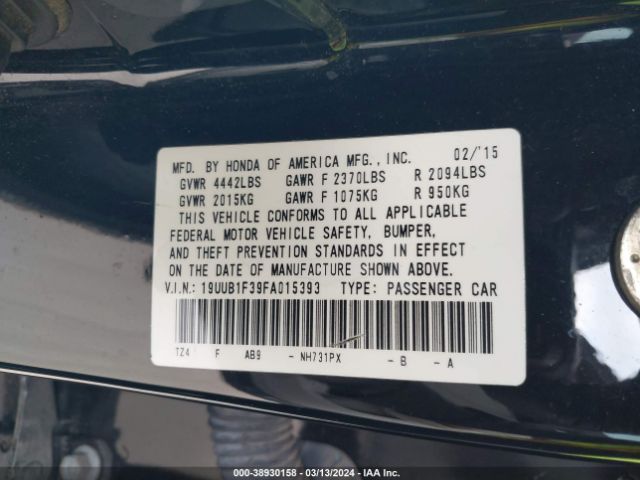 MFD. BY HONDA OF AMERICA MFG., INC. 02/'15
GVWR 4442LBS GAWR F 2370LBS R 2094LBS
GVWR 2015KG GAWR F 1075KG R 950KG
THIS VEHICLE CONFORMS TO ALL APPLICABLE
FEDERAL MOTOR VEHICLE SAFETY, BUMPER,
AND THEFT PREVENTION STANDARDS IN EFFECT
ON THE DATE OF MANUFACTURE SHOWN ABOVE.
V.I.N.: 19UUB1F39FA015393 TYPE: PASSENGER CAR
TZ4 F AB9 - NH731PX - B - A
000-38930158 - 03/13/2024 - IAA Inc.